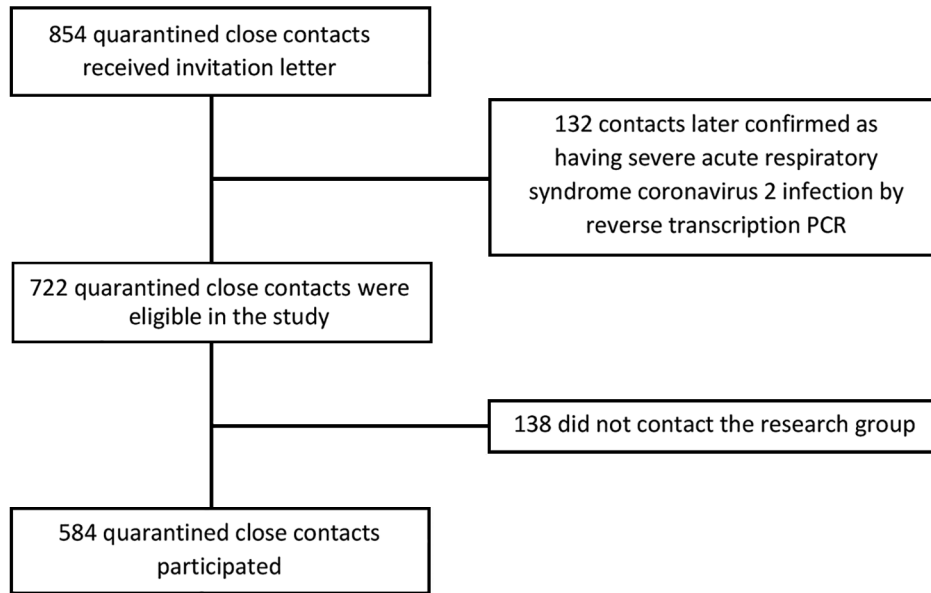 854 quarantined close contacts
received invitation letter
132 contacts later confirmed as
having severe acute respiratory
syndrome coronavirus 2 infection by
reverse transcription PCR
722 quarantined close contacts were
eligible in the study
138 did not contact the research group
584 quarantined close contacts
participated